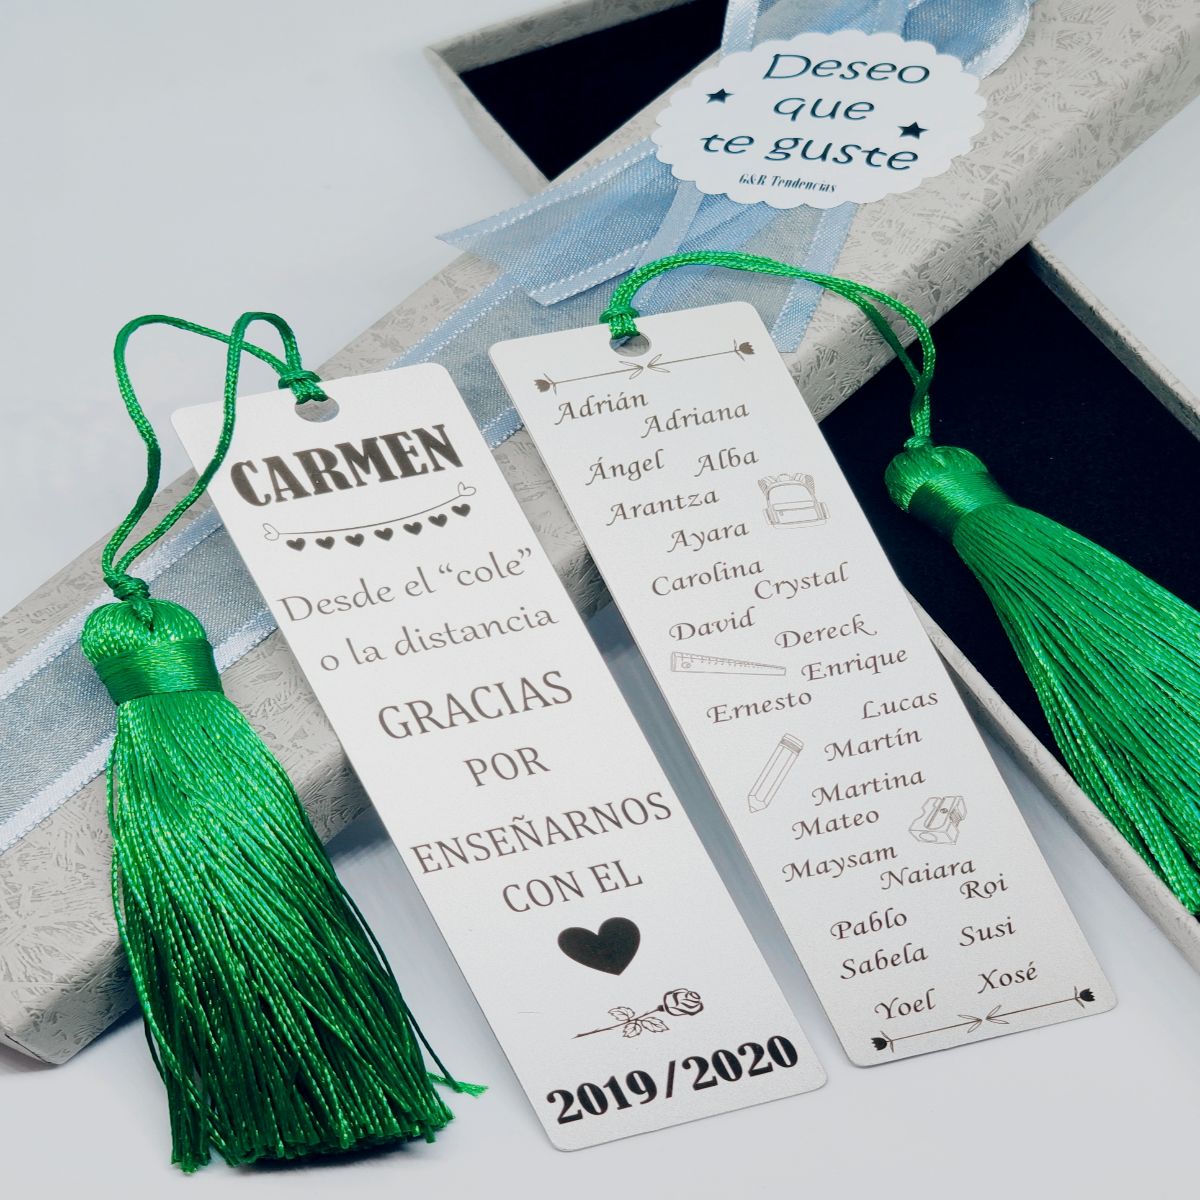 Deseo
que
te guste
G&R Tendencias
CARMEN
Desde el “cole”
o la distancia
GRACIAS
POR
ENSEÑARNOS
CON EL
2019/2020
Adrián
Adriana
Ángel Alba
Arantza
Ayara
Carolina
Crystal
David
Dereck
Enrique
Ernesto
Lucas
Martín
Martina
Mateo
Maysam
Naiara
Roi
Pablo
Susi
Sabela
Xosé
Yoel